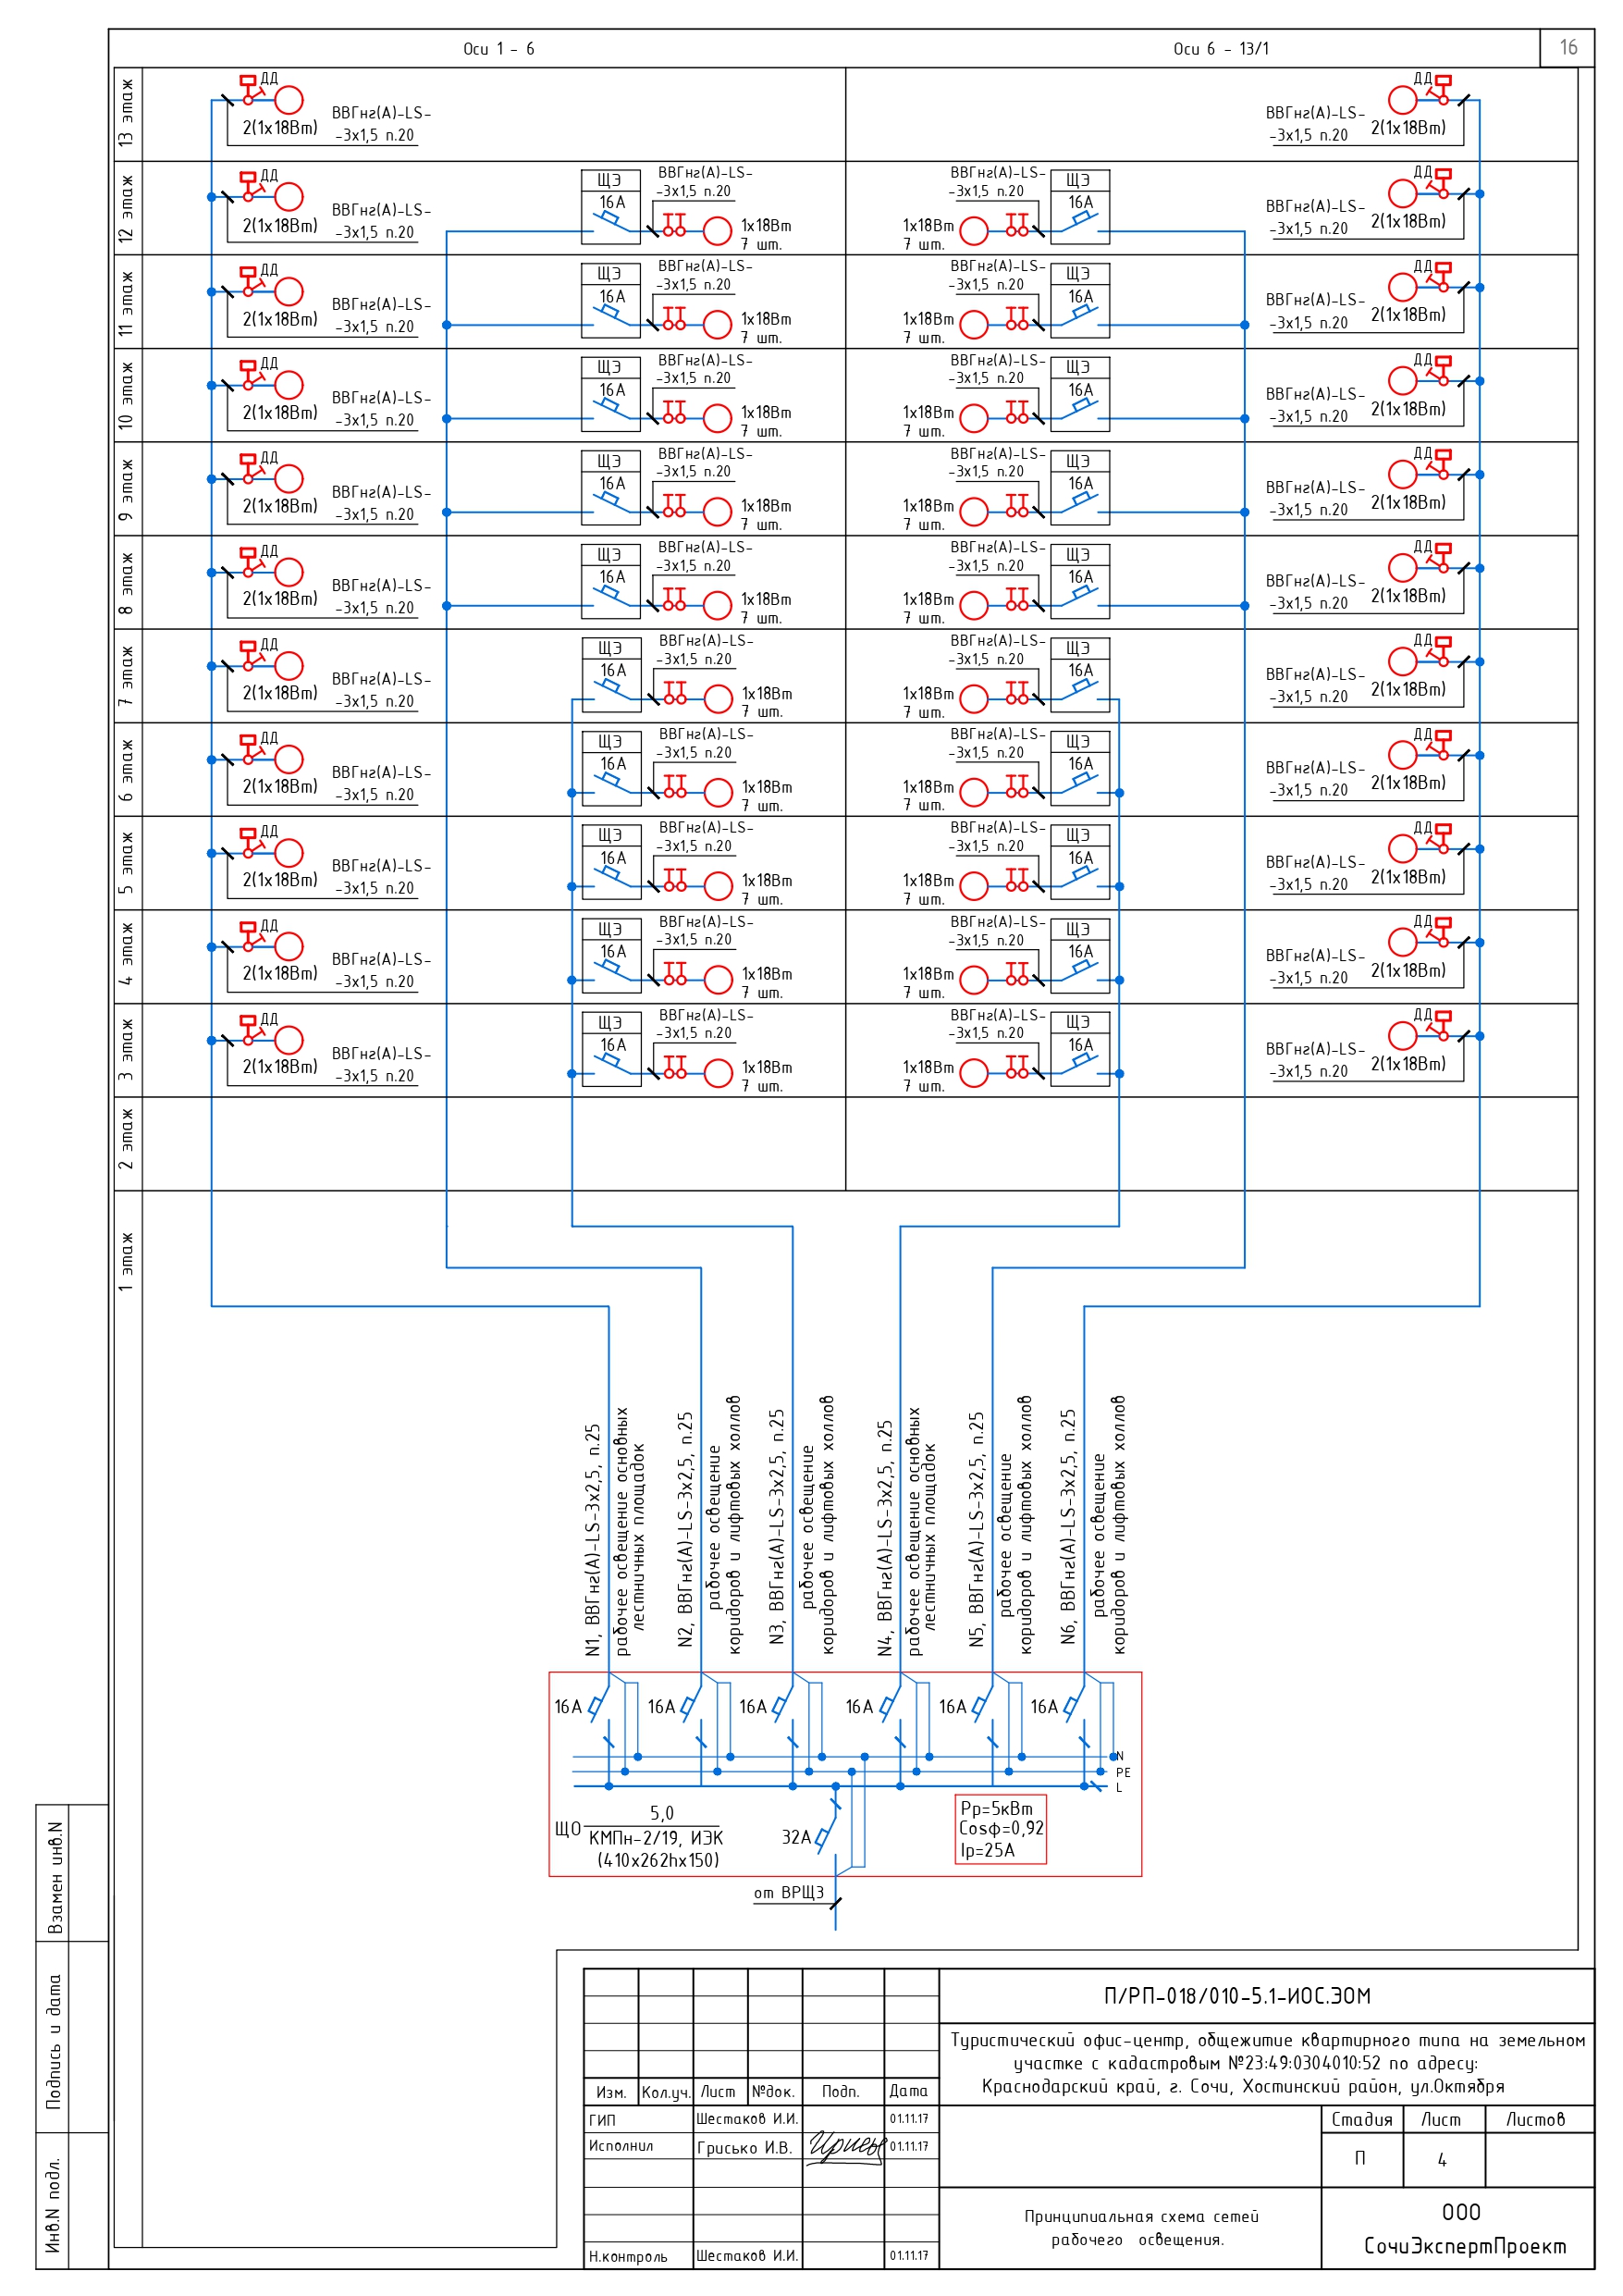 Оси 1 - 6
Оси 6 - 13/1
16
13 этаж
ДД
2(1х18Вт)
ВВГнг(А)-LS-
-3х1,5 п.20
ВВГнг(А)-LS-
-3х1,5 п.20
ДД
2(1х18Вт)
12 этаж
ДД
2(1х18Вт)
ВВГнг(А)-LS-
-3х1,5 п.20
ЩЭ
16А
ВВГнг(А)-LS-
-3х1,5 п.20
1х18Вт
7 шт.
ВВГнг(А)-LS-
-3х1,5 п.20
1х18Вт
7 шт.
ЩЭ
16А
ВВГнг(А)-LS-
-3х1,5 п.20
ДД
2(1х18Вт)
11 этаж
ДД
2(1х18Вт)
ВВГнг(А)-LS-
-3х1,5 п.20
ЩЭ
16А
ВВГнг(А)-LS-
-3х1,5 п.20
1х18Вт
7 шт.
ВВГнг(А)-LS-
-3х1,5 п.20
1х18Вт
7 шт.
ЩЭ
16А
ВВГнг(А)-LS-
-3х1,5 п.20
ДД
2(1х18Вт)
10 этаж
ДД
2(1х18Вт)
ВВГнг(А)-LS-
-3х1,5 п.20
ЩЭ
16А
ВВГнг(А)-LS-
-3х1,5 п.20
1х18Вт
7 шт.
ВВГнг(А)-LS-
-3х1,5 п.20
1х18Вт
7 шт.
ЩЭ
16А
ВВГнг(А)-LS-
-3х1,5 п.20
ДД
2(1х18Вт)
9 этаж
ДД
2(1х18Вт)
ВВГнг(А)-LS-
-3х1,5 п.20
ЩЭ
16А
ВВГнг(А)-LS-
-3х1,5 п.20
1х18Вт
7 шт.
ВВГнг(А)-LS-
-3х1,5 п.20
1х18Вт
7 шт.
ЩЭ
16А
ВВГнг(А)-LS-
-3х1,5 п.20
ДД
2(1х18Вт)
8 этаж
ДД
2(1х18Вт)
ВВГнг(А)-LS-
-3х1,5 п.20
ЩЭ
16А
ВВГнг(А)-LS-
-3х1,5 п.20
1х18Вт
7 шт.
ВВГнг(А)-LS-
-3х1,5 п.20
1х18Вт
7 шт.
ЩЭ
16А
ВВГнг(А)-LS-
-3х1,5 п.20
ДД
2(1х18Вт)
7 этаж
ДД
2(1х18Вт)
ВВГнг(А)-LS-
-3х1,5 п.20
ЩЭ
16А
ВВГнг(А)-LS-
-3х1,5 п.20
1х18Вт
7 шт.
ВВГнг(А)-LS-
-3х1,5 п.20
1х18Вт
7 шт.
ЩЭ
16А
ВВГнг(А)-LS-
-3х1,5 п.20
ДД
2(1х18Вт)
6 этаж
ДД
2(1х18Вт)
ВВГнг(А)-LS-
-3х1,5 п.20
ЩЭ
16А
ВВГнг(А)-LS-
-3х1,5 п.20
1х18Вт
7 шт.
ВВГнг(А)-LS-
-3х1,5 п.20
1х18Вт
7 шт.
ЩЭ
16А
ВВГнг(А)-LS-
-3х1,5 п.20
ДД
2(1х18Вт)
5 этаж
ДД
2(1х18Вт)
ВВГнг(А)-LS-
-3х1,5 п.20
ЩЭ
16А
ВВГнг(А)-LS-
-3х1,5 п.20
1х18Вт
7 шт.
ВВГнг(А)-LS-
-3х1,5 п.20
1х18Вт
7 шт.
ЩЭ
16А
ВВГнг(А)-LS-
-3х1,5 п.20
ДД
2(1х18Вт)
4 этаж
ДД
2(1х18Вт)
ВВГнг(А)-LS-
-3х1,5 п.20
ЩЭ
16А
ВВГнг(А)-LS-
-3х1,5 п.20
1х18Вт
7 шт.
ВВГнг(А)-LS-
-3х1,5 п.20
1х18Вт
7 шт.
ЩЭ
16А
ВВГнг(А)-LS-
-3х1,5 п.20
ДД
2(1х18Вт)
3 этаж
ДД
2(1х18Вт)
ВВГнг(А)-LS-
-3х1,5 п.20
ЩЭ
16А
ВВГнг(А)-LS-
-3х1,5 п.20
1х18Вт
7 шт.
ВВГнг(А)-LS-
-3х1,5 п.20
1х18Вт
7 шт.
ЩЭ
16А
ВВГнг(А)-LS-
-3х1,5 п.20
ДД
2(1х18Вт)
2 этаж
1 этаж
N1, ВВГнг(А)-LS-3х2,5, п.25
рабочее освещение основных
лестничных площадок
N2, ВВГнг(А)-LS-3х2,5, п.25
рабочее освещение
коридоров и лифтовых холлов
N3, ВВГнг(А)-LS-3х2,5, п.25
рабочее освещение
коридоров и лифтовых холлов
N4, ВВГнг(А)-LS-3х2,5, п.25
рабочее освещение основных
лестничных площадок
N5, ВВГнг(А)-LS-3х2,5, п.25
рабочее освещение
коридоров и лифтовых холлов
N6, ВВГнг(А)-LS-3х2,5, п.25
рабочее освещение
коридоров и лифтовых холлов
16А
16А
16А
16А
16А
16А
N
PE
L
ЩО
5,0
КМПн-2/19, ИЭК
(410х262hх150)
32А
Рр=5кВт
Cosф=0,92
Iр=25А
от ВРЩ3
Взамен инв.N
Подпись и дата
Инв.N подл.
П/РП-018/010-5.1-ИОС.ЭОМ
Туристический офис-центр, общежитие квартирного типа на земельном
участке с кадастровым №23:49:0304010:52 по адресу:
Краснодарский край, г. Сочи, Хостинский район, ул.Октября
Изм.
Кол.уч.
Лист
№док.
Подп.
Дата
ГИП
Шестаков И.И.
01.11.17
Исполнил
Грисько И.В.
01.11.17
Стадия
Лист
Листов
П
4
Принципиальная схема сетей
рабочего освещения.
ООО
СочиЭкспертПроект
Н.контроль
Шестаков И.И.
01.11.17